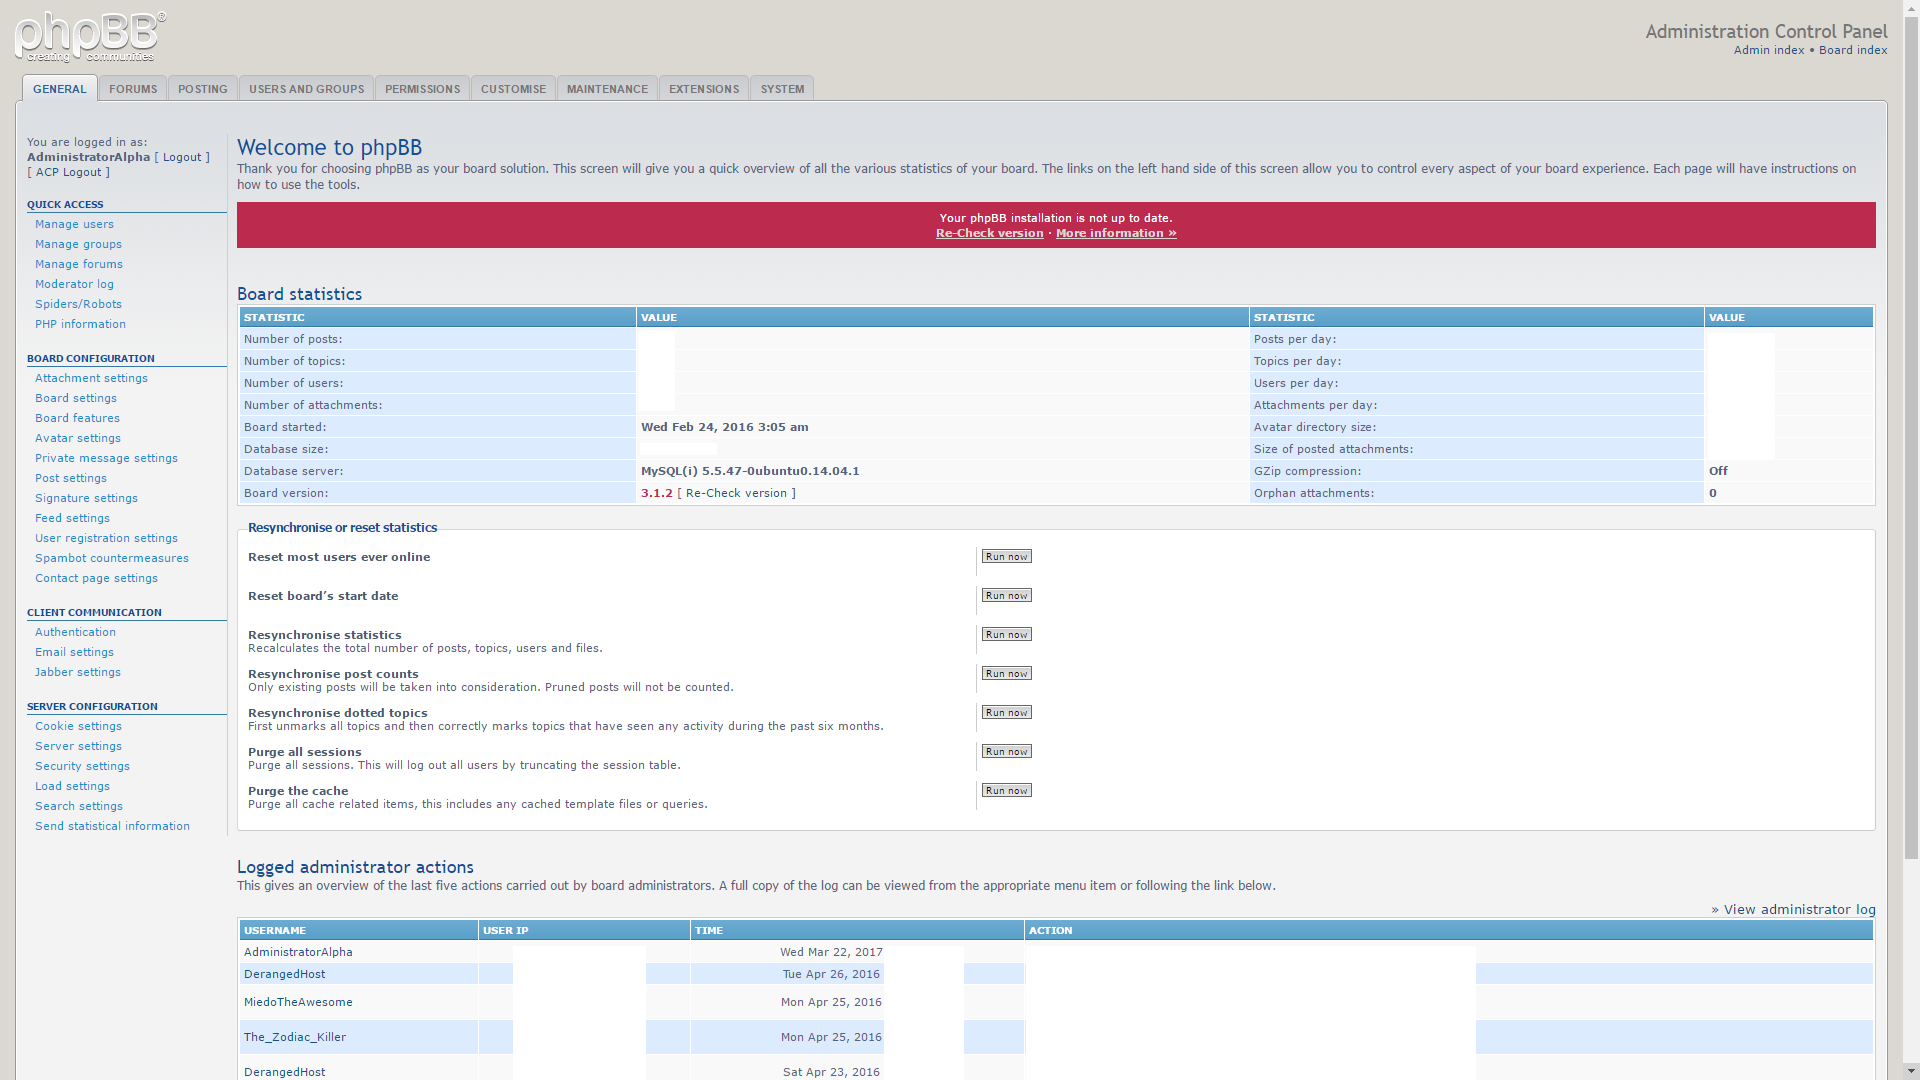 phpBB®
creating communities
Administration Control Panel
Admin index • Board index
GENERAL FORUMS POSTING USERS AND GROUPS PERMISSIONS CUSTOMISE MAINTENANCE EXTENSIONS SYSTEM
You are logged in as:
AdministratorAlpha [ Logout ]
[ ACP Logout ]
QUICK ACCESS
Manage users
Manage groups
Manage forums
Moderator log
Spiders/Robots
PHP information
BOARD CONFIGURATION
Attachment settings
Board settings
Board features
Avatar settings
Private message settings
Post settings
Signature settings
Feed settings
User registration settings
Spambot countermeasures
Contact page settings
CLIENT COMMUNICATION
Authentication
Email settings
Jabber settings
SERVER CONFIGURATION
Cookie settings
Server settings
Security settings
Load settings
Search settings
Send statistical information
Welcome to phpBB
Thank you for choosing phpBB as your board solution. This screen will give you a quick overview of all the various statistics of your board. The links on the left hand side of this screen allow you to control every aspect of your board experience. Each page will have instructions on
how to use the tools.
Your phpBB installation is not up to date.
Re-Check version · More information »
Board statistics
STATISTIC VALUE STATISTIC VALUE
Number of posts: Posts per day:
Number of topics: Topics per day:
Number of users: Users per day:
Number of attachments: Attachments per day:
Board started: Wed Feb 24, 2016 3:05 am Avatar directory size:
Database size: Size of posted attachments:
Database server: MySQL(i) 5.5.47-0ubuntu0.14.04.1 GZip compression: Off
Board version: 3.1.2 [ Re-Check version ] Orphan attachments: 0
Resynchronise or reset statistics
Reset most users ever online Run now
Reset board’s start date Run now
Resynchronise statistics Run now
Recalculates the total number of posts, topics, users and files.
Resynchronise post counts Run now
Only existing posts will be taken into consideration. Pruned posts will not be counted.
Resynchronise dotted topics Run now
First unmarks all topics and then correctly marks topics that have seen any activity during the past six months.
Purge all sessions Run now
Purge all sessions. This will log out all users by truncating the session table.
Purge the cache Run now
Purge all cache related items, this includes any cached template files or queries.
Logged administrator actions
This gives an overview of the last five actions carried out by board administrators. A full copy of the log can be viewed from the appropriate menu item or following the link below.
» View administrator log
USERNAME USER IP TIME ACTION
AdministratorAlpha Wed Mar 22, 2017
DerangedHost Tue Apr 26, 2016
MiedoTheAwesome Mon Apr 25, 2016
The_Zodiac_Killer Mon Apr 25, 2016
DerangedHost Sat Apr 23, 2016